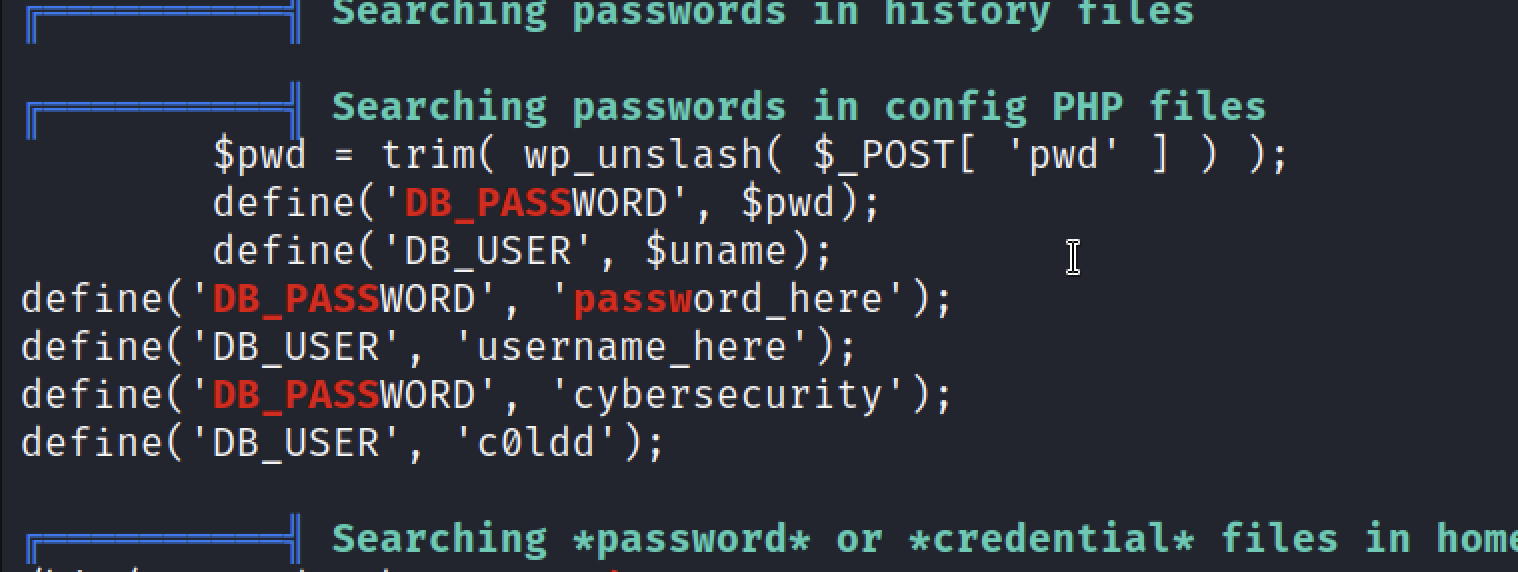 Searching passwords in history files
Searching passwords in config PHP files
$pwd = trim( wp_unslash( $_POST[ 'pwd' ] ) );
define('DB_PASSWORD', $pwd);
define('DB_USER', $uname);
define('DB_PASSWORD', 'password_here');
define('DB_USER', 'username_here');
define('DB_PASSWORD', 'cybersecurity');
define('DB_USER', 'c0ldd');
Searching *password* or *credential* files in home